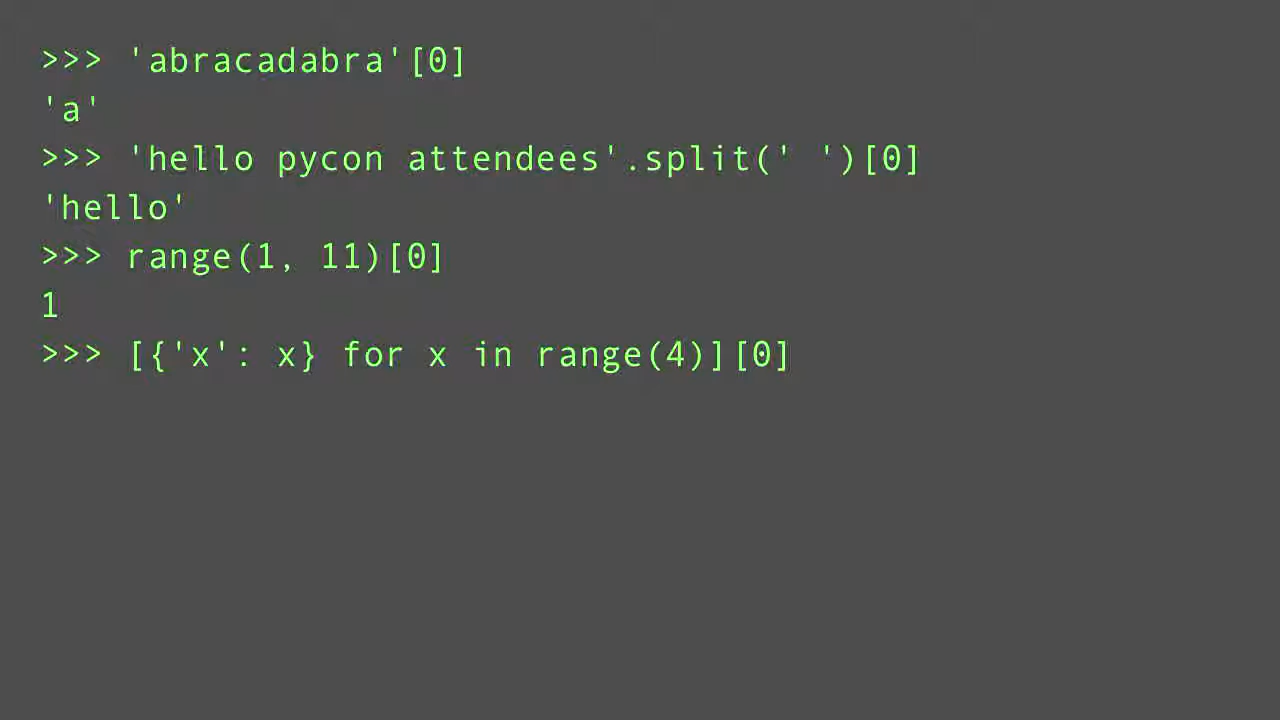 >>> 'abracadabra'[0]
'a'
>>> 'hello pycon attendees'.split(' ')[0]
'hello'
>>> range(1, 11)[0]
1
>>> [{'x': x} for x in range(4)][0]